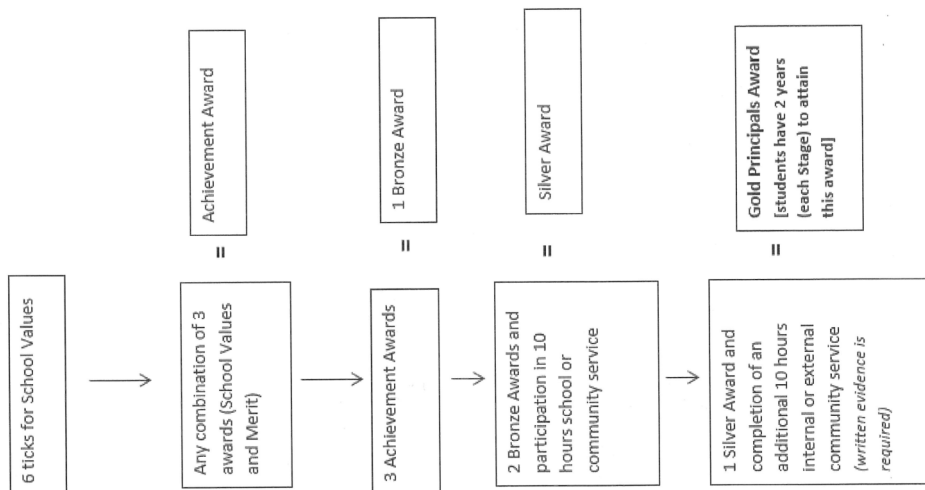 6 ticks for School Values
Any combination of 3
awards (School Values
and Merit)
=
Achievement Award
3 Achievement Awards
=
1 Bronze Award
2 Bronze Awards and
participation in 10
hours school or
community service
=
Silver Award
1 Silver Award and
completion of an
additional 10 hours
internal or external
community service
(written evidence is
required)
=
Gold Principals Award
[students have 2 years
(each Stage) to attain
this award]